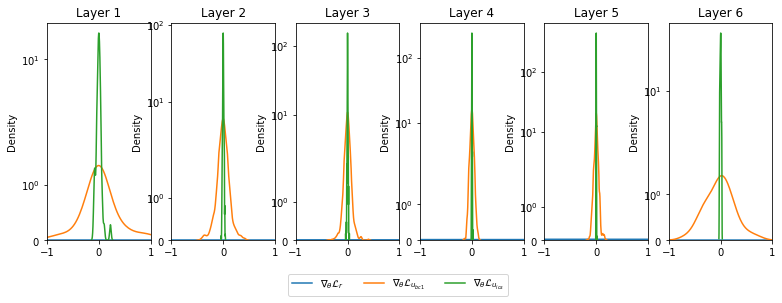 Layer 1 Layer 2 Layer 3 Layer 4 Layer 5 Layer 6
Density 10¹ 10⁰ 0 −1 0 1
Density 10² 10¹ 10⁰ 0 −1 0 1
Density 10² 10¹ 10⁰ 0 −1 0 1
Density 10² 10¹ 10⁰ 0 −1 0 1
Density 10² 10¹ 10⁰ 0 −1 0 1
Density 10¹ 10⁰ 0 −1 0 1
∇θℒr ∇θℒu_bc1 ∇θℒu_ics